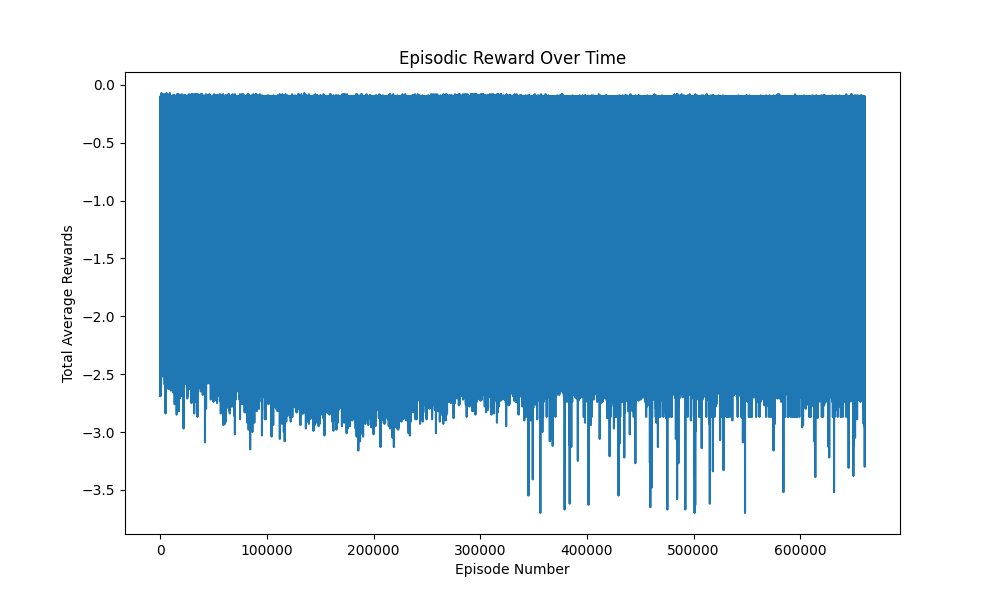 Episodic Reward Over Time
Total Average Rewards
0.0
−0.5
−1.0
−1.5
−2.0
−2.5
−3.0
−3.5
0 100000 200000 300000 400000 500000 600000
Episode Number